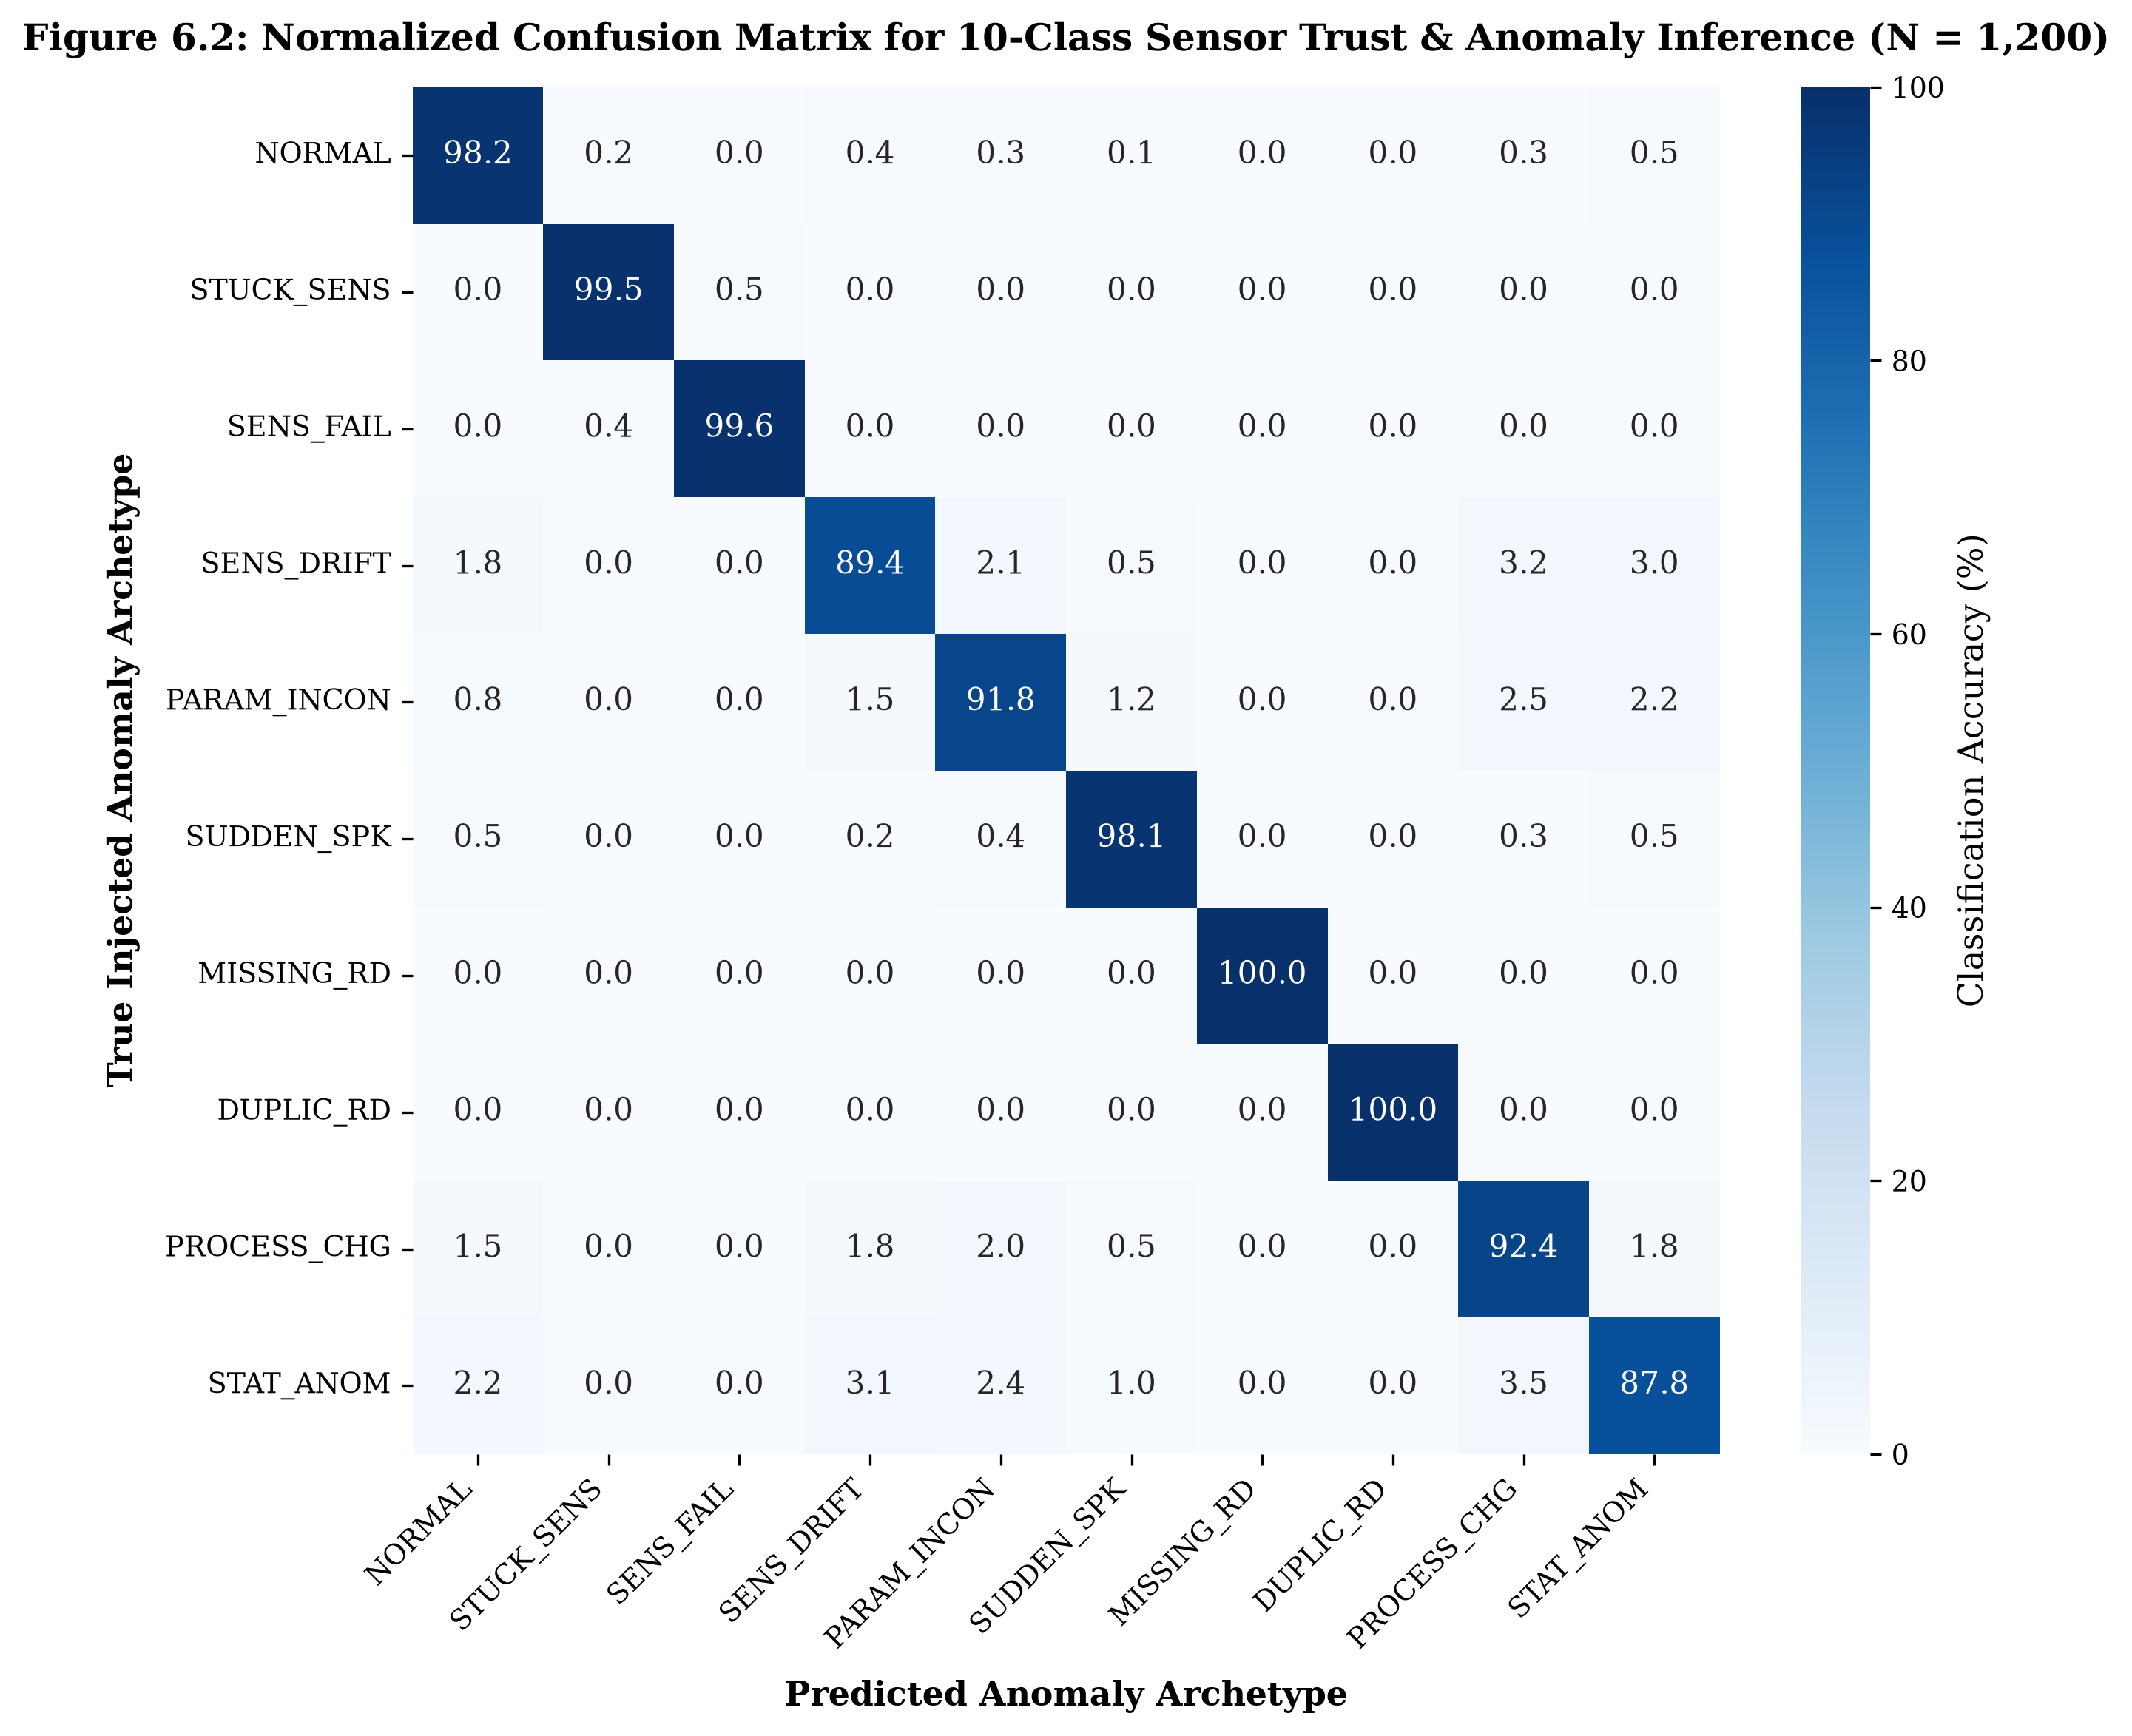 Figure 6.2: Normalized Confusion Matrix for 10-Class Sensor Trust & Anomaly Inference (N = 1,200)
True Injected Anomaly Archetype
NORMAL 98.2 0.2 0.0 0.4 0.3 0.1 0.0 0.0 0.3 0.5
STUCK_SENS 0.0 99.5 0.5 0.0 0.0 0.0 0.0 0.0 0.0 0.0
SENS_FAIL 0.0 0.4 99.6 0.0 0.0 0.0 0.0 0.0 0.0 0.0
SENS_DRIFT 1.8 0.0 0.0 89.4 2.1 0.5 0.0 0.0 3.2 3.0
PARAM_INCON 0.8 0.0 0.0 1.5 91.8 1.2 0.0 0.0 2.5 2.2
SUDDEN_SPK 0.5 0.0 0.0 0.2 0.4 98.1 0.0 0.0 0.3 0.5
MISSING_RD 0.0 0.0 0.0 0.0 0.0 0.0 100.0 0.0 0.0 0.0
DUPLIC_RD 0.0 0.0 0.0 0.0 0.0 0.0 0.0 100.0 0.0 0.0
PROCESS_CHG 1.5 0.0 0.0 1.8 2.0 0.5 0.0 0.0 92.4 1.8
STAT_ANOM 2.2 0.0 0.0 3.1 2.4 1.0 0.0 0.0 3.5 87.8
NORMAL
STUCK_SENS
SENS_FAIL
SENS_DRIFT
PARAM_INCON
SUDDEN_SPK
MISSING_RD
DUPLIC_RD
PROCESS_CHG
STAT_ANOM
Predicted Anomaly Archetype
100
80
60
40
20
0
Classification Accuracy (%)